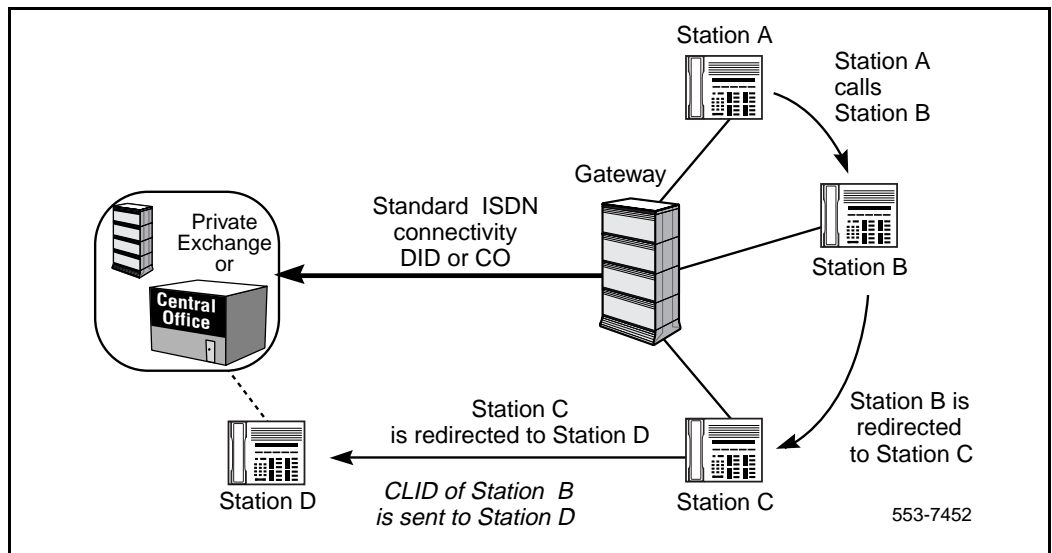 Station A
Station A
calls
Station B
Gateway
Standard ISDN
connectivity
DID or CO
Private
Exchange
or
Central
Office
Station B
Station C
is redirected to Station D
Station B is
redirected
to Station C
Station D
CLID of Station B
is sent to Station D
Station C
553-7452